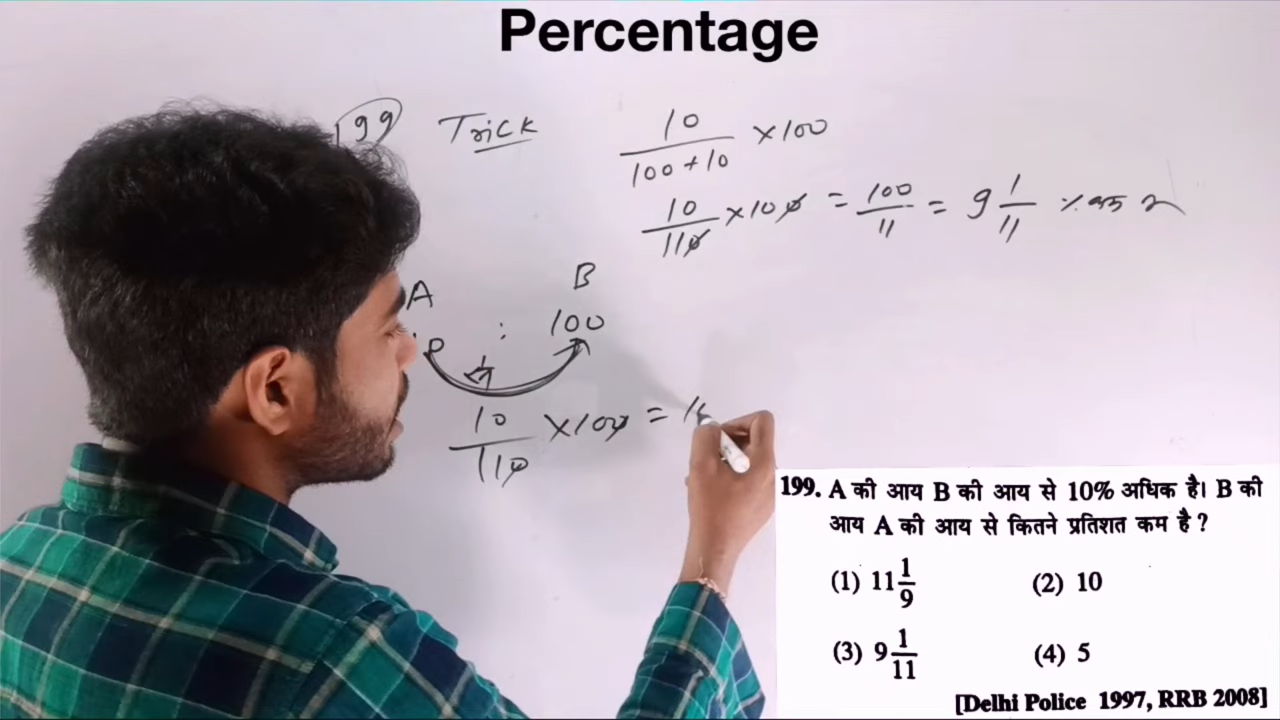 Percentage
199 Trick
10/(100+10) ×100
10/110 ×100 = 100/11 = 9 1/11 %
A B
: 100
10/110 ×100 =
199. A की आय B की आय से 10% अधिक है। B की
आय A की आय से कितने प्रतिशत कम है ?
(1) 11 1/9 (2) 10
(3) 9 1/11 (4) 5
[Delhi Police 1997, RRB 2008]